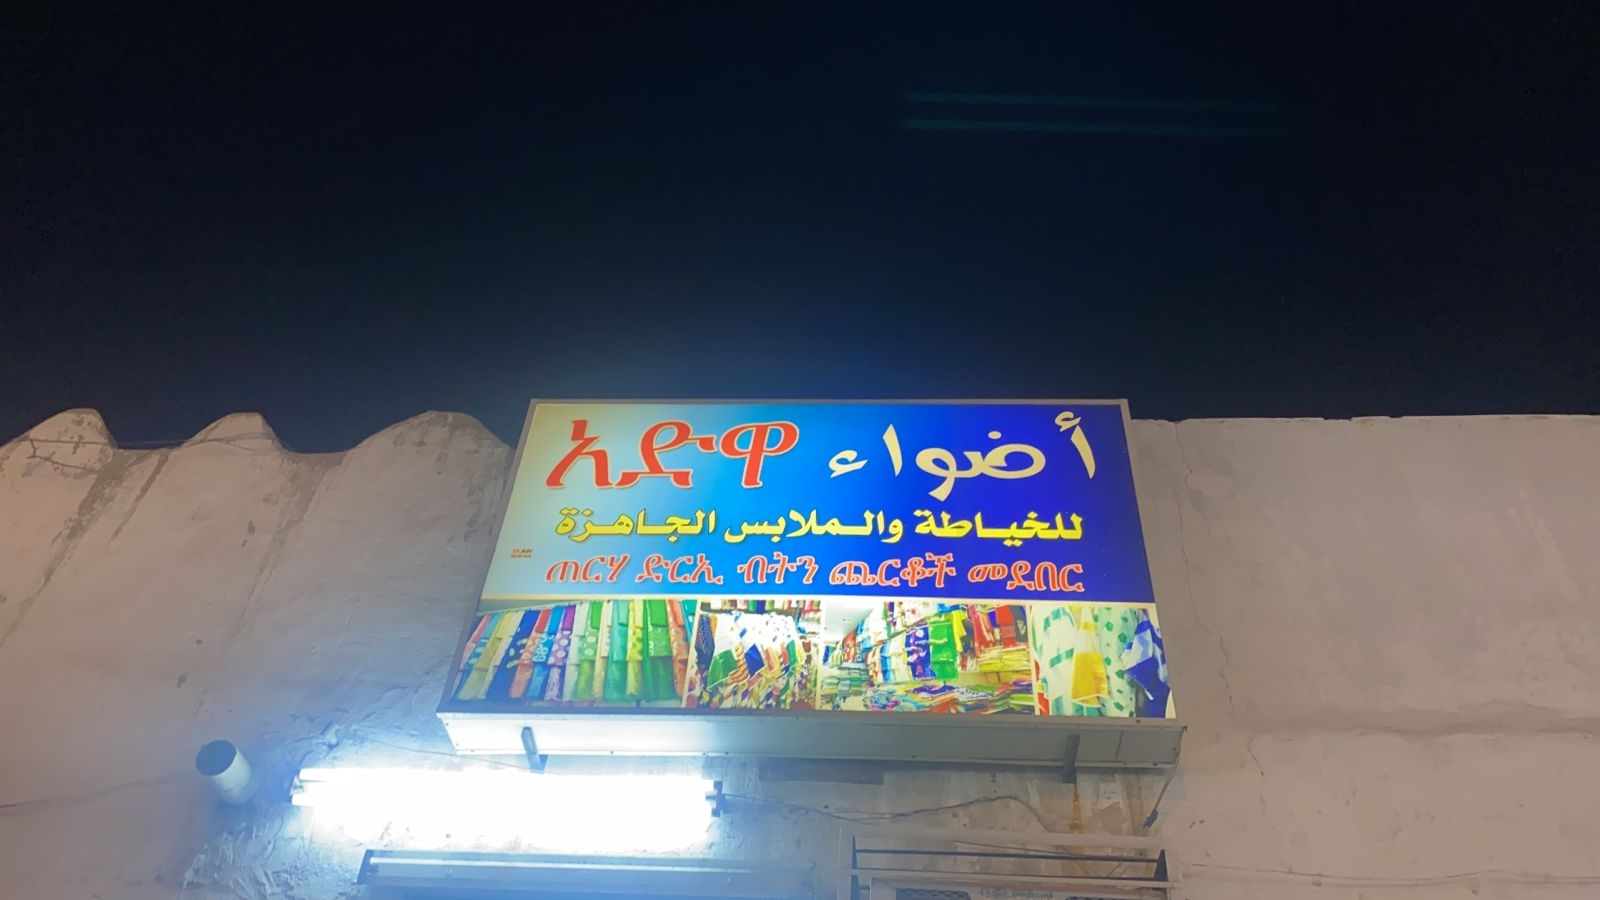 አድዋ أضواء
للخياطة والملابس الجاهزة
ጠርሃ ድርኢ ብትን ጨርቆች መደበር